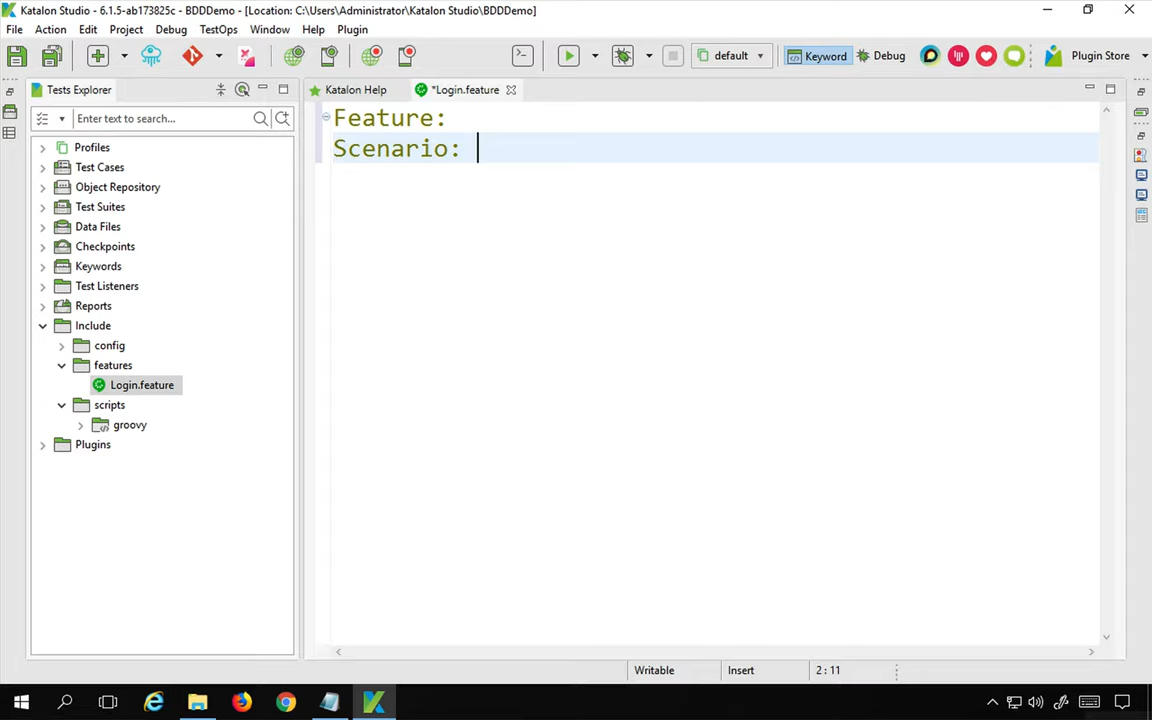 Katalon Studio - 6.1.5-ab173825c - BDDDemo - [Location: C:\Users\Administrator\Katalon Studio\BDDDemo]
File Action Edit Project Debug TestOps Window Help Plugin
default Keyword Debug Plugin Store
Tests Explorer
Enter text to search...
Profiles
Test Cases
Object Repository
Test Suites
Data Files
Checkpoints
Keywords
Test Listeners
Reports
Include
config
features
Login.feature
scripts
groovy
Plugins
Katalon Help *Login.feature
Feature:
Scenario:
Writable Insert 2 : 11